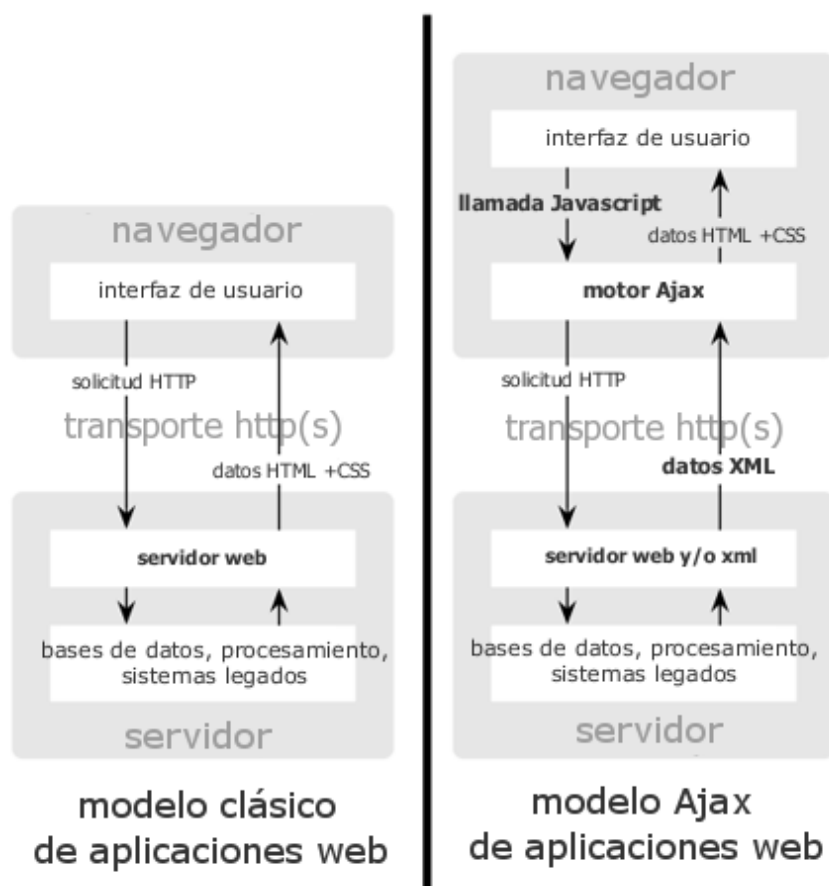 navegador
interfaz de usuario
solicitud HTTP
transporte http(s)
datos HTML +CSS
servidor web
bases de datos, procesamiento,
sistemas legados
servidor
modelo clásico
de aplicaciones web
navegador
interfaz de usuario
llamada Javascript
datos HTML +CSS
motor Ajax
solicitud HTTP
transporte http(s)
datos XML
servidor web y/o xml
bases de datos, procesamiento,
sistemas legados
servidor
modelo Ajax
de aplicaciones web